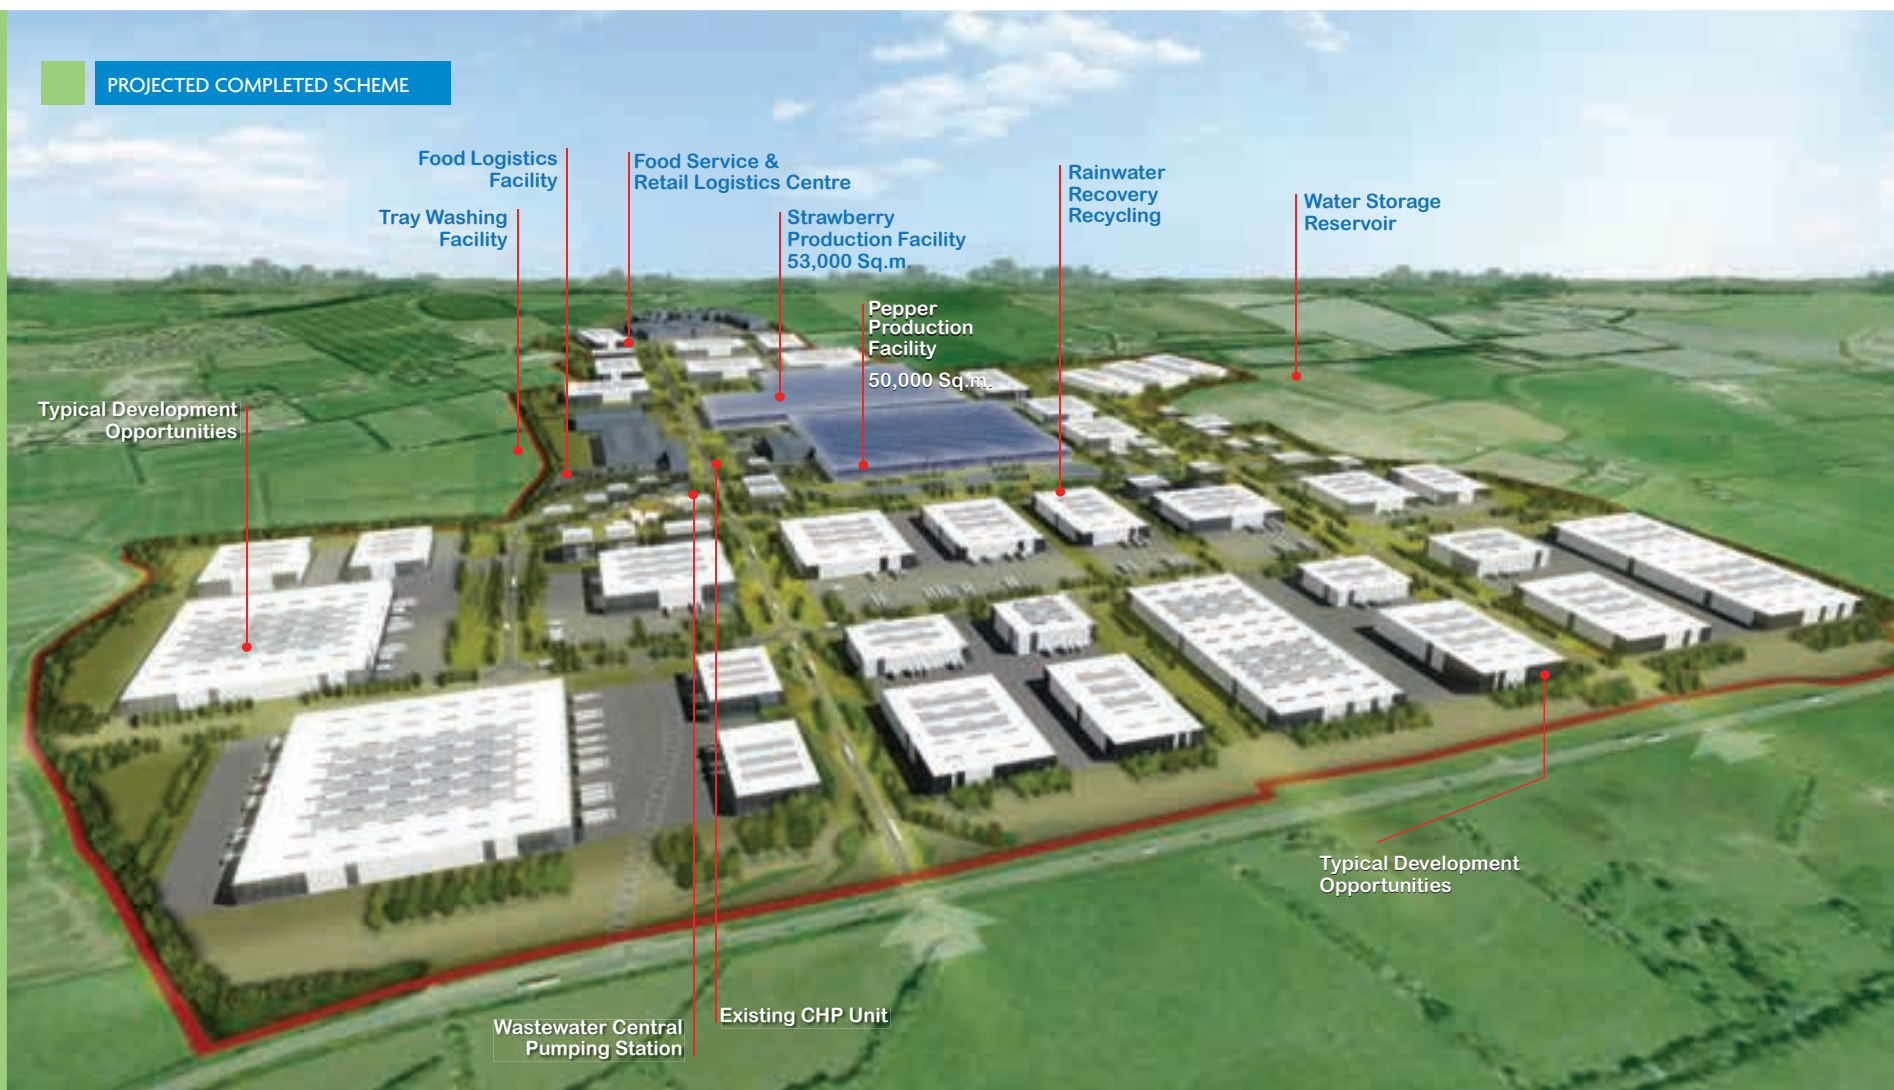 PROJECTED COMPLETED SCHEME
Food Logistics
Facility
Food Service &
Retail Logistics Centre
Tray Washing
Facility
Strawberry
Production Facility
53,000 Sq.m.
Rainwater
Recovery
Recycling
Water Storage
Reservoir
Pepper
Production
Facility
50,000 Sq.m.
Typical Development
Opportunities
Typical Development
Opportunities
Existing CHP Unit
Wastewater Central
Pumping Station